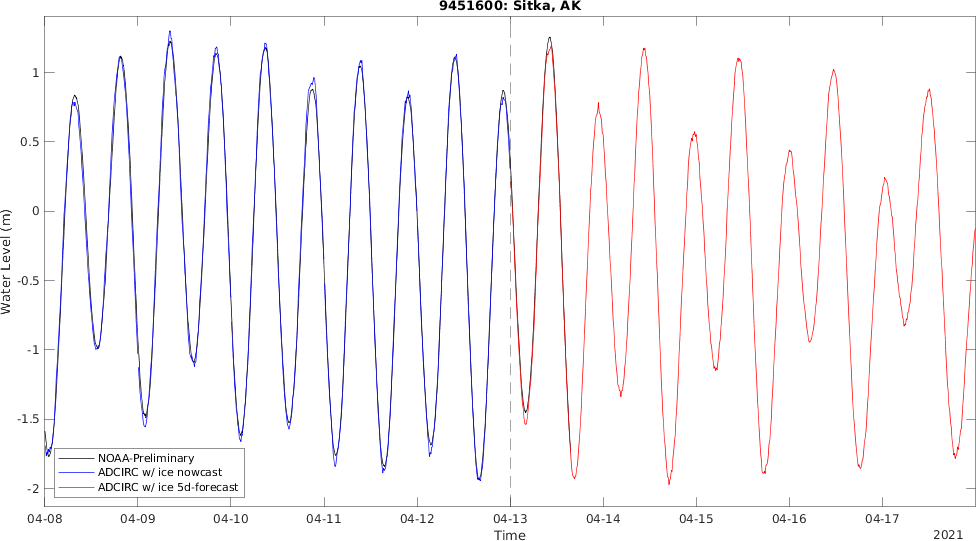 9451600: Sitka, AK
Water Level (m)
1
0.5
0
-0.5
-1
-1.5
-2
NOAA-Preliminary
ADCIRC w/ ice nowcast
ADCIRC w/ ice 5d-forecast
04-08 04-09 04-10 04-11 04-12 04-13 04-14 04-15 04-16 04-17
Time
2021